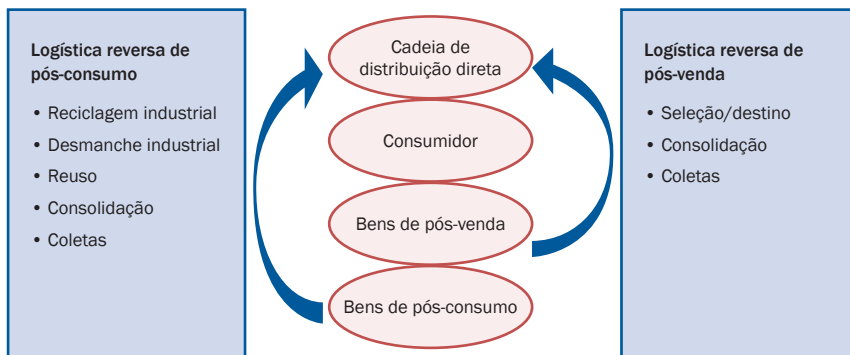 Logística reversa de
pós-consumo
• Reciclagem industrial
• Desmanche industrial
• Reuso
• Consolidação
• Coletas
Cadeia de
distribuição direta
Consumidor
Bens de pós-venda
Bens de pós-consumo
Logística reversa de
pós-venda
• Seleção/destino
• Consolidação
• Coletas